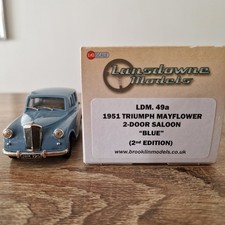 Lansdowne
Models
LDM. 49a
1951 TRIUMPH MAYFLOWER
2-DOOR SALOON
"BLUE"
(2nd EDITION)
www.brooklinmodels.co.uk